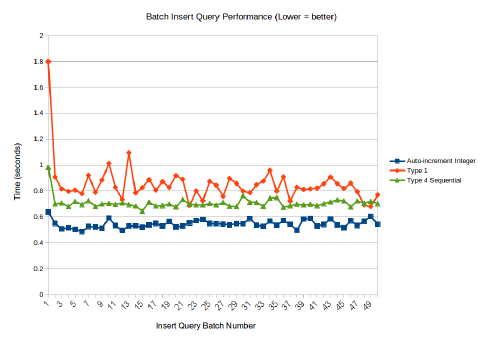 Batch Insert Query Performance (Lower = better)
2
1.8
1.6
1.4
1.2
1
0.8
0.6
0.4
0.2
0
Time (seconds)
Auto-increment Integer
Type 1
Type 4 Sequential
1 3 5 7 9 11 13 15 17 19 21 23 25 27 29 31 33 35 37 39 41 43 45 47 49
Insert Query Batch Number